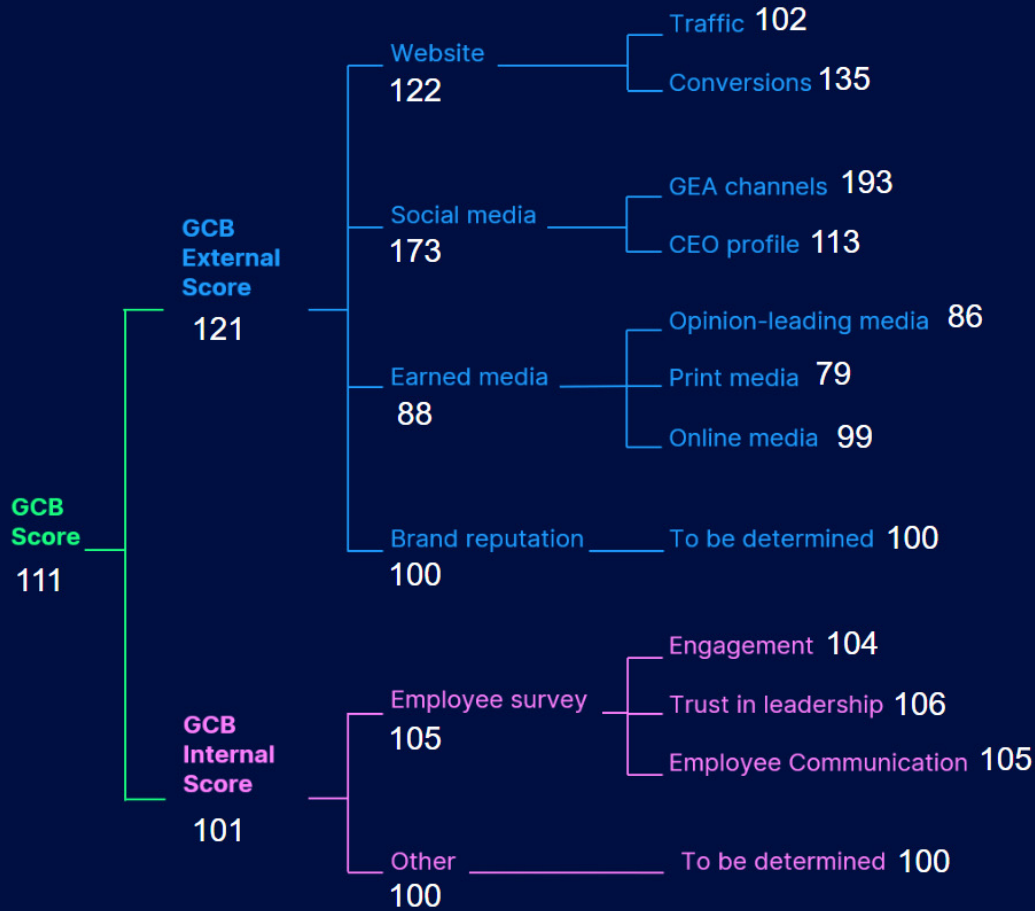 Traffic 102
Website
122
Conversions 135
GEA channels 193
Social media
173
CEO profile 113
GCB
External
Score
121
Opinion-leading media 86
Earned media
88
Print media 79
Online media 99
GCB
Score
111
Brand reputation
100
To be determined 100
Engagement 104
Employee survey
105
Trust in leadership 106
Employee Communication 105
GCB
Internal
Score
101
Other
100
To be determined 100